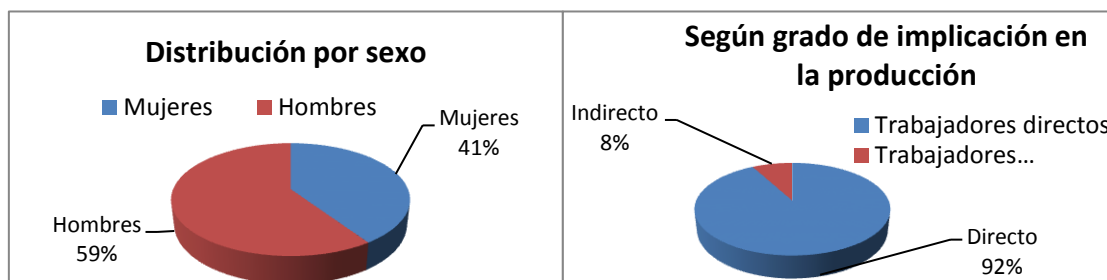 Distribución por sexo
Mujeres Hombres
Mujeres
41%
Hombres
59%
Según grado de implicación en
la producción
Indirecto
8%
Trabajadores directos
Trabajadores...
Directo
92%